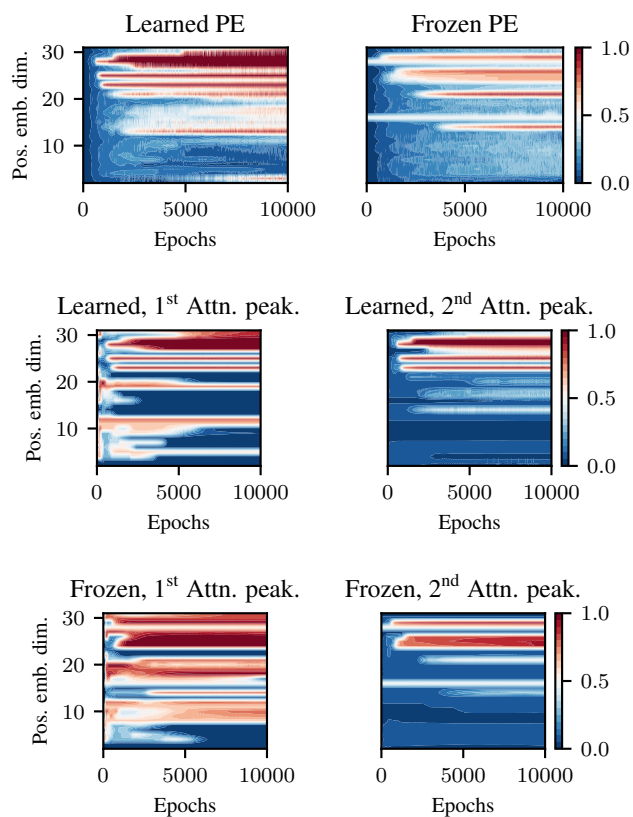 Learned PE
Frozen PE
Pos. emb. dim.
30
20
10
0
5000
10000
Epochs
0
5000
10000
Epochs
1.0
0.5
0.0
Learned, 1st Attn. peak.
Learned, 2nd Attn. peak.
Pos. emb. dim.
30
20
10
0
5000
10000
Epochs
0
5000
10000
Epochs
1.0
0.5
0.0
Frozen, 1st Attn. peak.
Frozen, 2nd Attn. peak.
Pos. emb. dim.
30
20
10
0
5000
10000
Epochs
0
5000
10000
Epochs
1.0
0.5
0.0